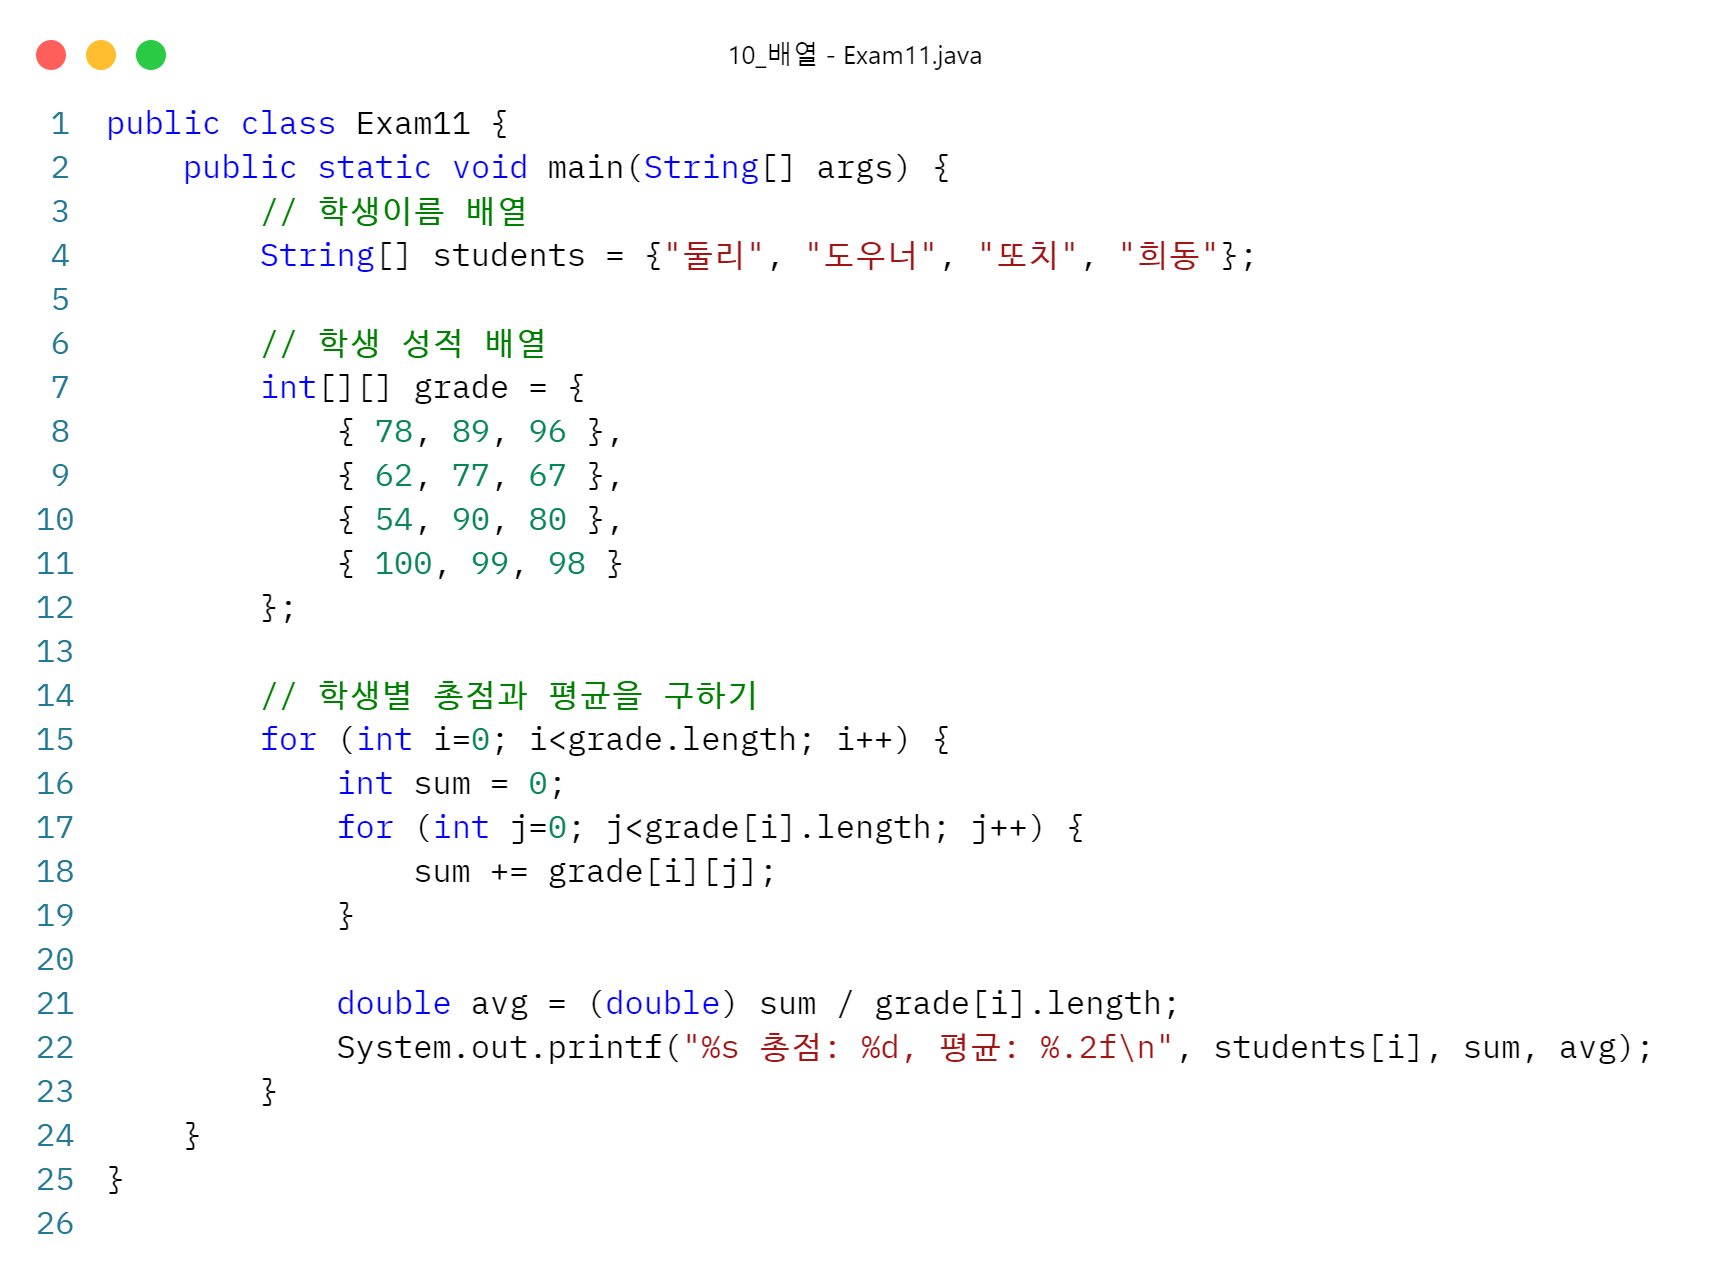 10_배열 - Exam11.java
1 public class Exam11 {
2     public static void main(String[] args) {
3         // 학생이름 배열
4         String[] students = {"둘리", "도우너", "또치", "희동"};
5
6         // 학생 성적 배열
7         int[][] grade = {
8             { 78, 89, 96 },
9             { 62, 77, 67 },
10             { 54, 90, 80 },
11             { 100, 99, 98 }
12         };
13
14         // 학생별 총점과 평균을 구하기
15         for (int i=0; i<grade.length; i++) {
16             int sum = 0;
17             for (int j=0; j<grade[i].length; j++) {
18                 sum += grade[i][j];
19             }
20
21             double avg = (double) sum / grade[i].length;
22             System.out.printf("%s 총점: %d, 평균: %.2f\n", students[i], sum, avg);
23         }
24     }
25 }
26